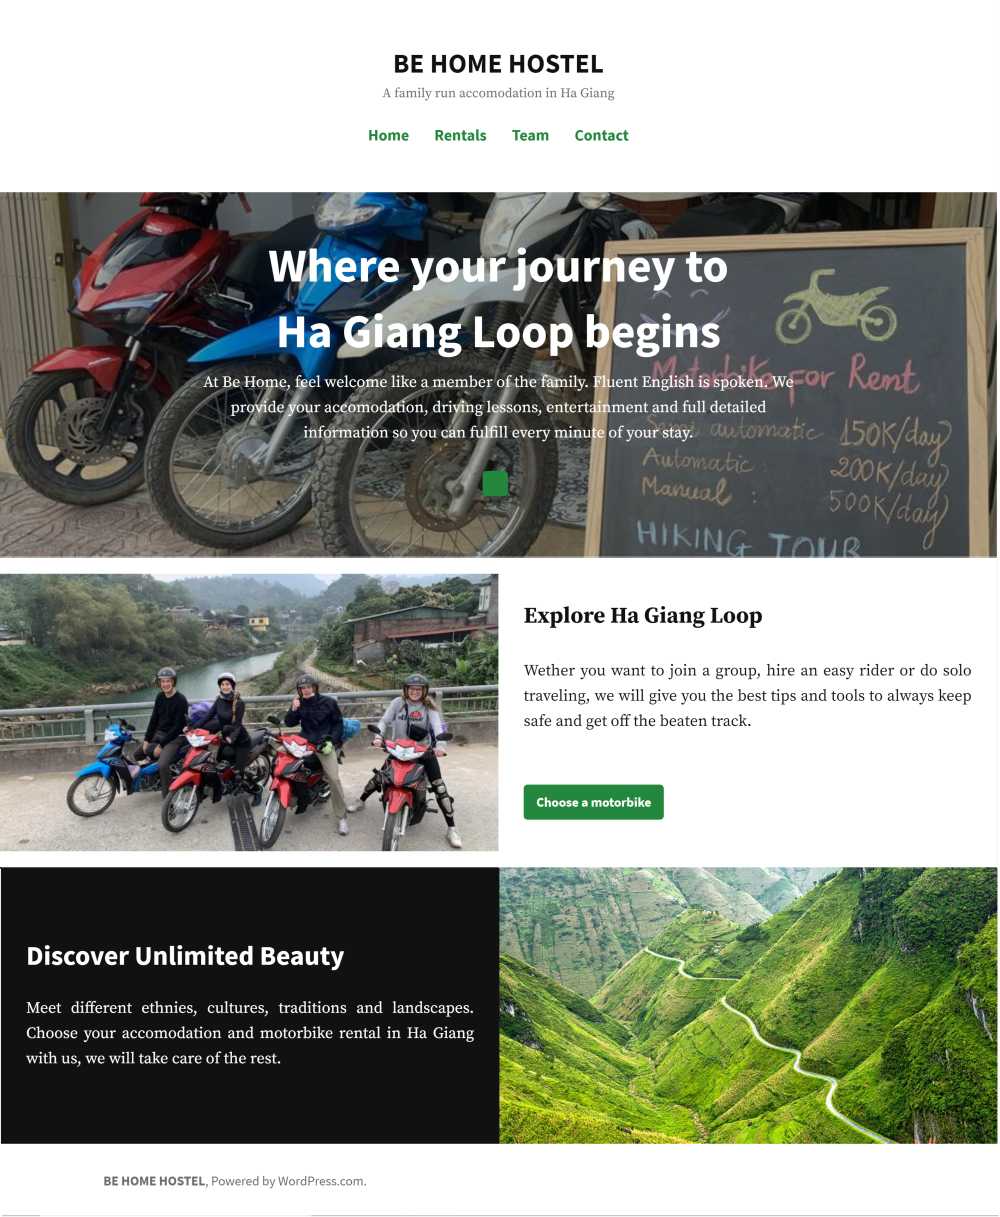 BE HOME HOSTEL
A family run accomodation in Ha Giang
Home Rentals Team Contact
Where your journey to
Ha Giang Loop begins
At Be Home, feel welcome like a member of the family. Fluent English is spoken. We
provide your accomodation, driving lessons, entertainment and full detailed
information so you can fulfill every minute of your stay.
Motorbike For Rent
Semi automatic 150K/day
Automatic : 200K/day
Manual : 500K/day
HIKING TOUR
Explore Ha Giang Loop
Wether you want to join a group, hire an easy rider or do solo
traveling, we will give you the best tips and tools to always keep
safe and get off the beaten track.
Choose a motorbike
Discover Unlimited Beauty
Meet different ethnies, cultures, traditions and landscapes.
Choose your accomodation and motorbike rental in Ha Giang
with us, we will take care of the rest.
BE HOME HOSTEL, Powered by WordPress.com.